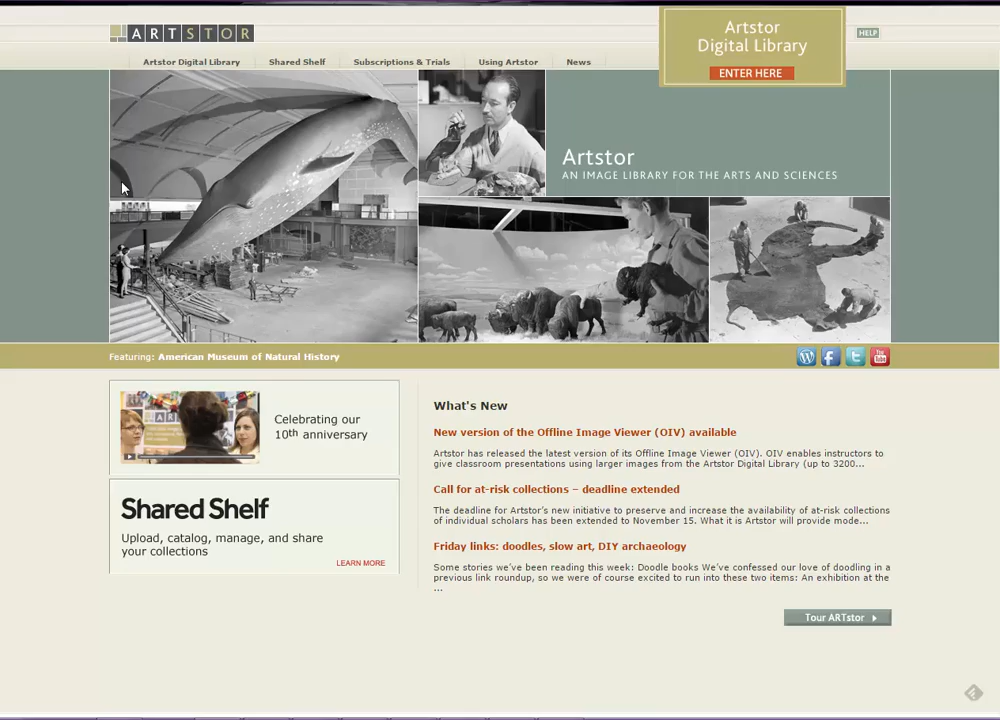 ARTSTOR
Artstor
Digital Library
ENTER HERE
HELP
Artstor Digital Library
Shared Shelf
Subscriptions & Trials
Using Artstor
News
Artstor
AN IMAGE LIBRARY FOR THE ARTS AND SCIENCES
Featuring: American Museum of Natural History
You
Tube
Celebrating our
10th anniversary
Shared Shelf
Upload, catalog, manage, and share
your collections
LEARN MORE
What's New
New version of the Offline Image Viewer (OIV) available
Artstor has released the latest version of its Offline Image Viewer (OIV). OIV enables instructors to
give classroom presentations using larger images from the Artstor Digital Library (up to 3200...
Call for at-risk collections – deadline extended
The deadline for Artstor's new initiative to preserve and increase the availability of at-risk collections
of individual scholars has been extended to November 15. What it is Artstor will provide mode...
Friday links: doodles, slow art, DIY archaeology
Some stories we've been reading this week: Doodle books We've confessed our love of doodling in a
previous link roundup, so we were of course excited to run into these two items: An exhibition at the
...
Tour ARTstor